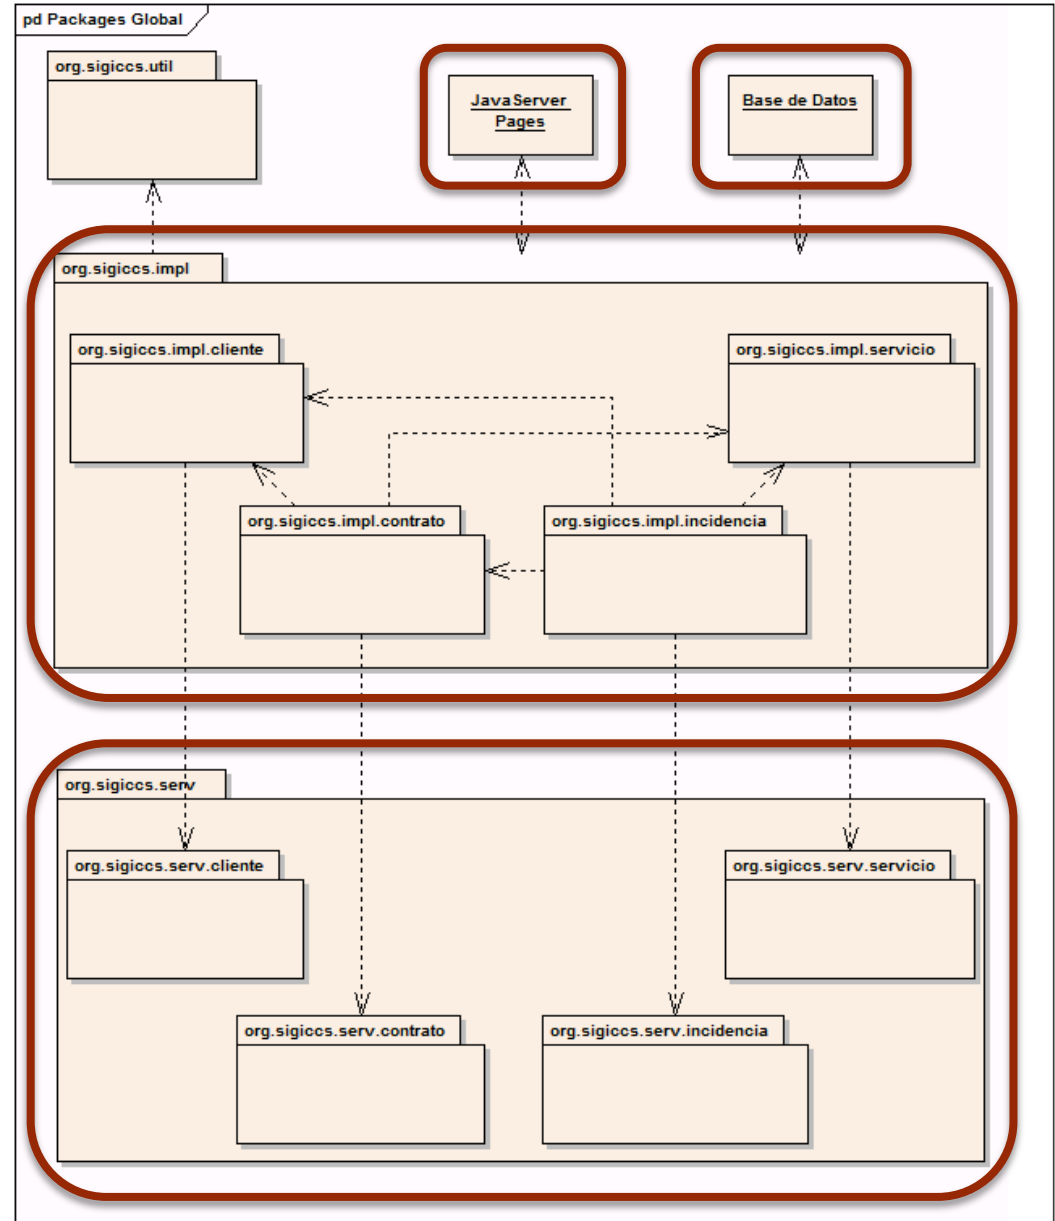 pd Packages Global
org.sigiccs.util
JavaServer
Pages
Base de Datos
org.sigiccs.impl
org.sigiccs.impl.cliente
org.sigiccs.impl.servicio
org.sigiccs.impl.contrato
org.sigiccs.impl.incidencia
org.sigiccs.serv
org.sigiccs.serv.cliente
org.sigiccs.serv.servicio
org.sigiccs.serv.contrato
org.sigiccs.serv.incidencia